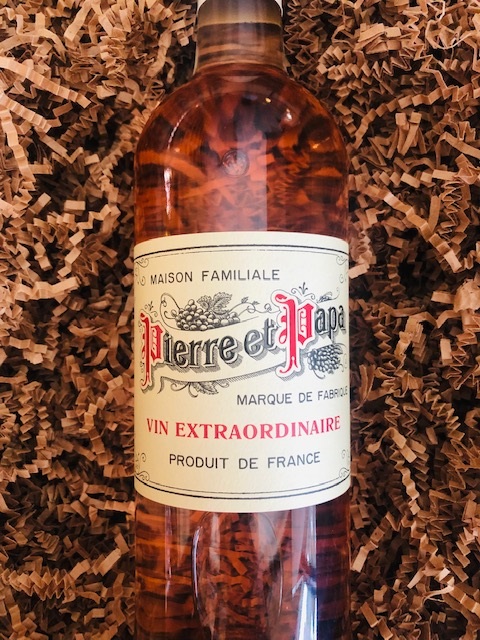 MAISON FAMILIALE
Pierre et Papa
MARQUE DE FABRIQUE
VIN EXTRAORDINAIRE
PRODUIT DE FRANCE